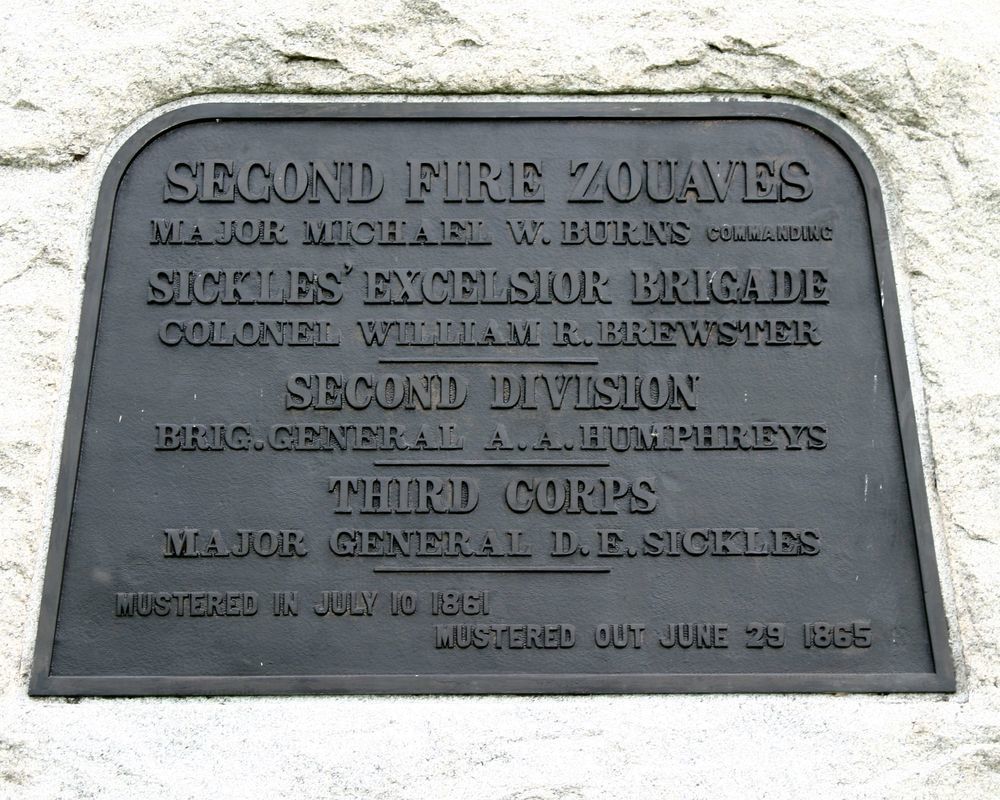 SECOND FIRE ZOUAVES
MAJOR MICHAEL W. BURNS COMMANDING
SICKLES' EXCELSIOR BRIGADE
COLONEL WILLIAM R. BREWSTER
SECOND DIVISION
BRIG. GENERAL A. A. HUMPHREYS
THIRD CORPS
MAJOR GENERAL D. E. SICKLES
MUSTERED IN JULY 10 1861
MUSTERED OUT JUNE 29 1865